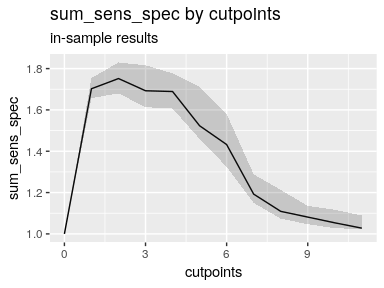 sum_sens_spec by cutpoints
in-sample results
sum_sens_spec
1.8
1.6
1.4
1.2
1.0
0 3 6 9
cutpoints